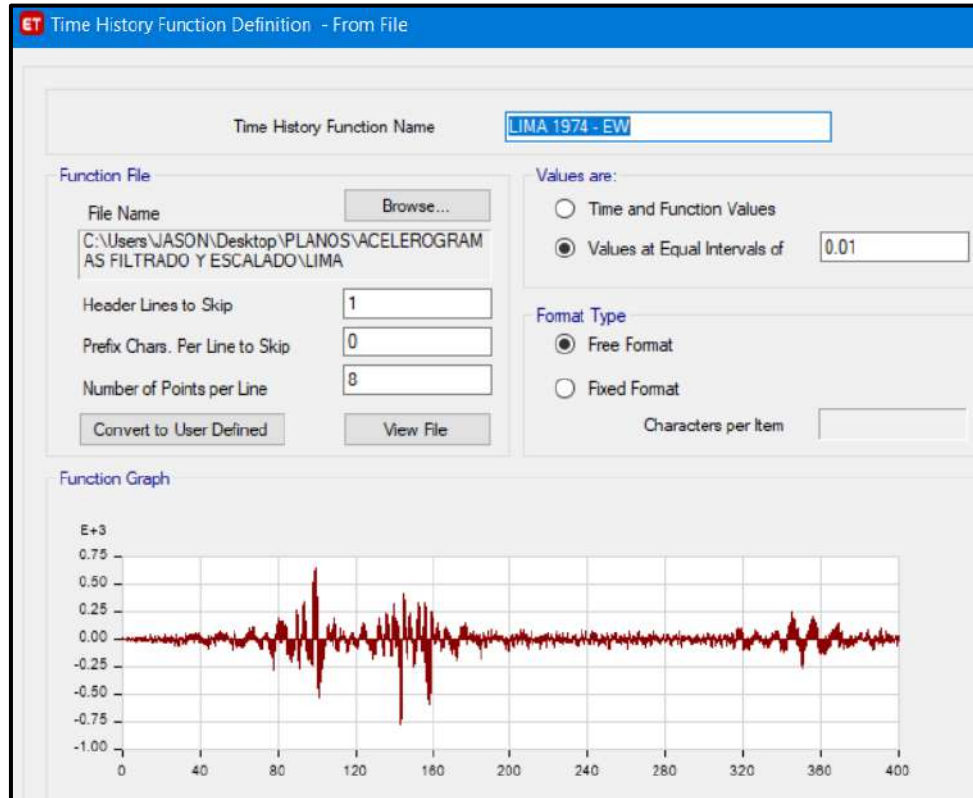 ET Time History Function Definition - From File
Time History Function Name LIMA 1974 - EW
Function File
File Name Browse...
C:\Users\JASON\Desktop\PLANOS\ACELEROGRAM
AS FILTRADO Y ESCALADO\LIMA
Header Lines to Skip 1
Prefix Chars. Per Line to Skip 0
Number of Points per Line 8
Convert to User Defined View File
Values are:
Time and Function Values
Values at Equal Intervals of 0.01
Format Type
Free Format
Fixed Format
Characters per Item
Function Graph
E+3
0.75
0.50
0.25
0.00
-0.25
-0.50
-0.75
-1.00
0 40 80 120 160 200 240 280 320 360 400